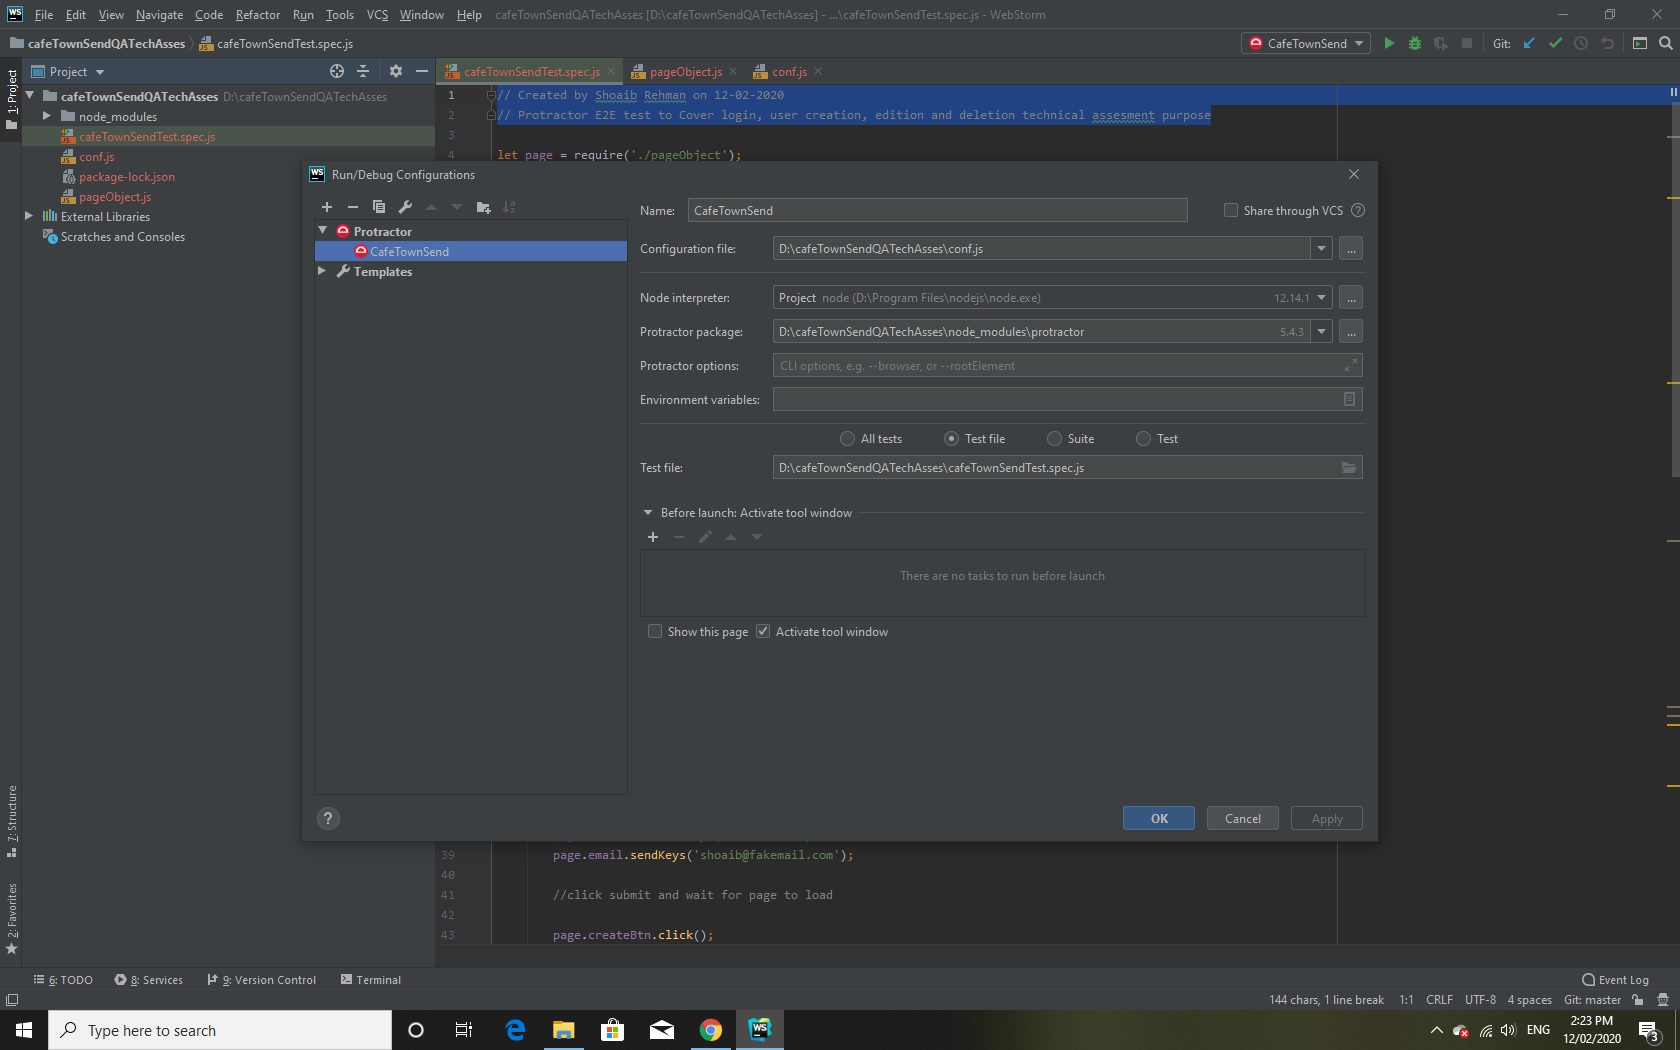 WS File Edit View Navigate Code Refactor Run Tools VCS Window Help cafeTownSendQATechAsses [D:\cafeTownSendQATechAsses] - ...\cafeTownSendTest.spec.js - WebStorm
cafeTownSendQATechAsses cafeTownSendTest.spec.js CafeTownSend Git:
Project cafeTownSendTest.spec.js pageObject.js conf.js
1: Project
cafeTownSendQATechAsses D:\cafeTownSendQATechAsses
node_modules
cafeTownSendTest.spec.js
conf.js
package-lock.json
pageObject.js
External Libraries
Scratches and Consoles
1 // Created by Shoaib Rehman on 12-02-2020
2 // Protractor E2E test to Cover login, user creation, edition and deletion technical assesment purpose
3
4 let page = require('./pageObject');
WS Run/Debug Configurations
Protractor
CafeTownSend
Templates
Name: CafeTownSend Share through VCS ?
Configuration file: D:\cafeTownSendQATechAsses\conf.js ...
Node interpreter: Project node (D:\Program Files\nodejs\node.exe) 12.14.1 ...
Protractor package: D:\cafeTownSendQATechAsses\node_modules\protractor 5.4.3 ...
Protractor options: CLI options, e.g. --browser, or --rootElement
Environment variables:
All tests Test file Suite Test
Test file: D:\cafeTownSendQATechAsses\cafeTownSendTest.spec.js
Before launch: Activate tool window
There are no tasks to run before launch
Show this page Activate tool window
? OK Cancel Apply
39 page.email.sendKeys('shoaib@fakemail.com');
40
41 //click submit and wait for page to load
42
43 page.createBtn.click();
7: Structure
2: Favorites
6: TODO 8: Services 9: Version Control Terminal Event Log
144 chars, 1 line break 1:1 CRLF UTF-8 4 spaces Git: master
Type here to search WS ENG 2:23 PM
12/02/2020 3